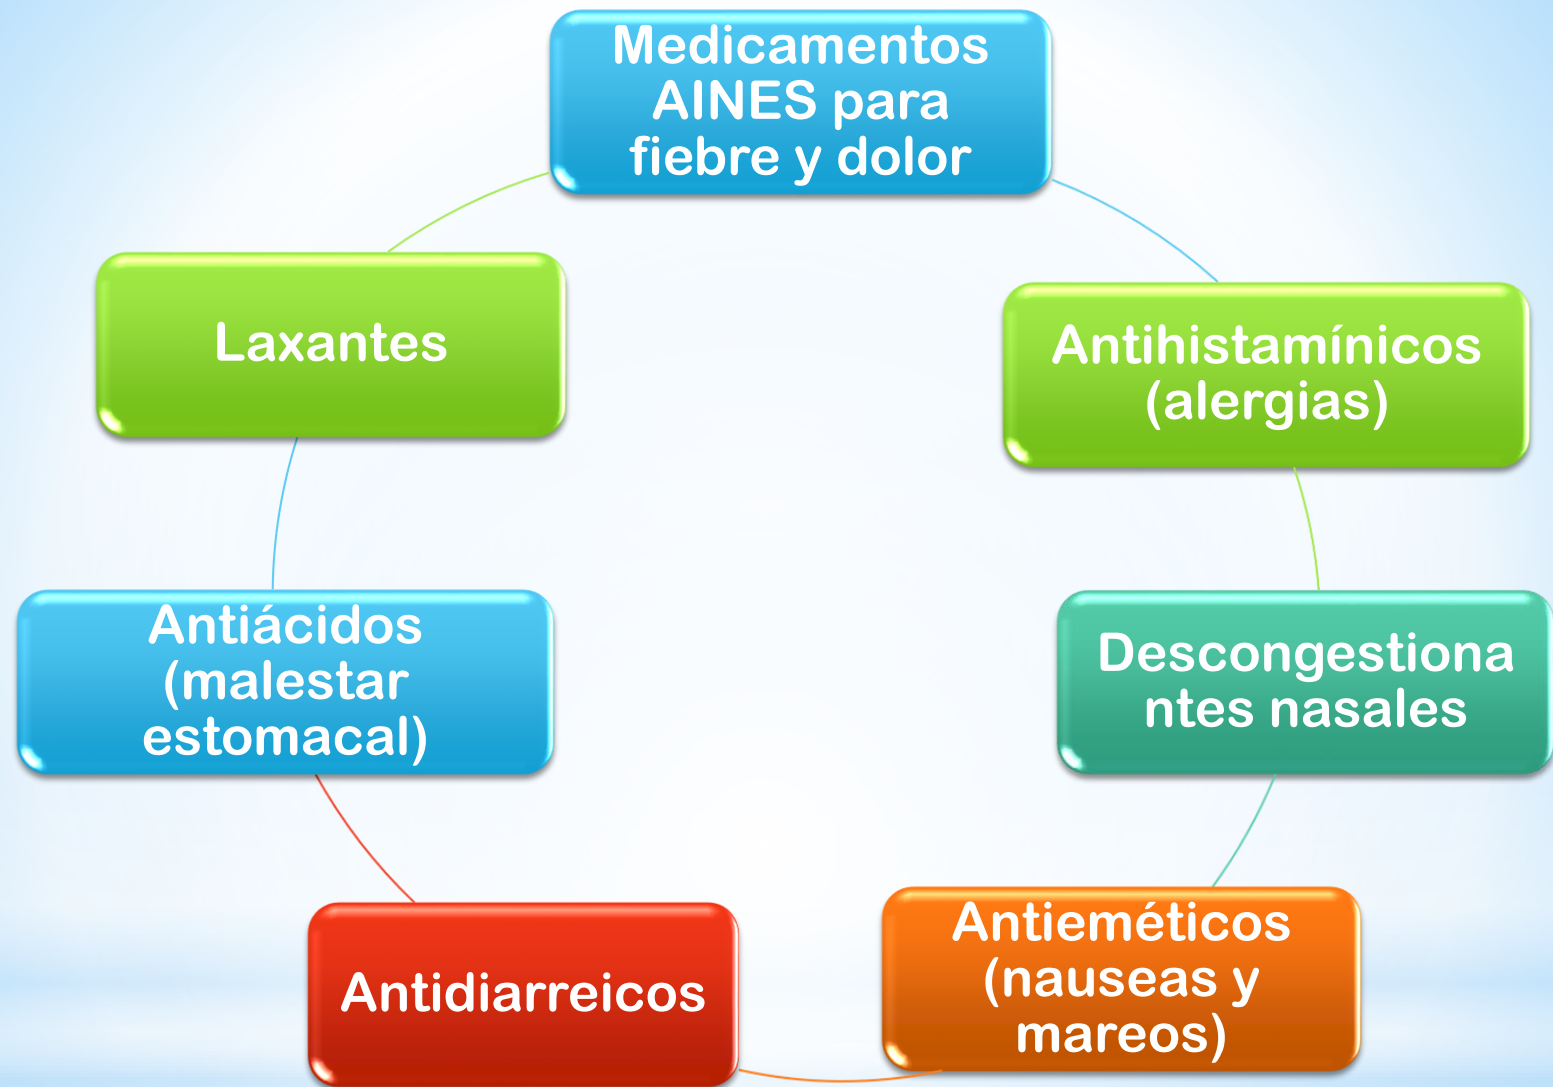 Medicamentos
AINES para
fiebre y dolor
Antihistamínicos
(alergias)
Descongestiona
ntes nasales
Antieméticos
(nauseas y
mareos)
Antidiarreicos
Antiácidos
(malestar
estomacal)
Laxantes